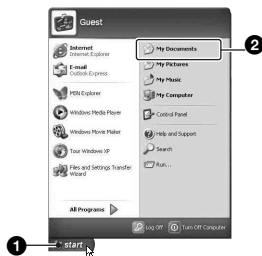 Guest
Internet
Internet Explorer
E-mail
Outlook Express
MSN Explorer
Windows Media Player
Windows Movie Maker
Tour Windows XP
Files and Settings Transfer
Wizard
All Programs
My Documents
My Pictures
My Music
My Computer
Control Panel
Help and Support
Search
Run...
Log Off
Turn Off Computer
start
1
2